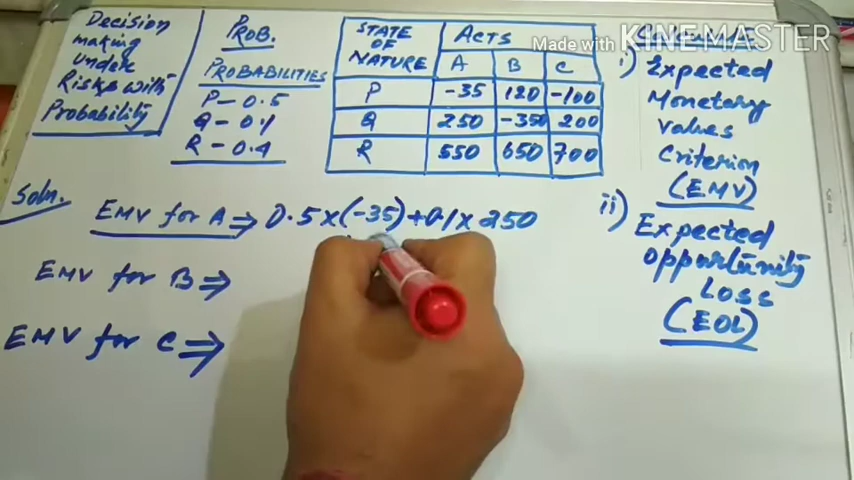 Decision
making
under
Risks with
Probability
PROB.
PROBABILITIES
P - 0.5
Q - 0.1
R - 0.4
STATE OF NATURE ACTS
A B C
P -35 120 -100
Q 250 -350 200
R 550 650 700
Made with KINEMASTER
i) Expected
Monetary
Values
Criterion
(EMV)
ii) Expected
opportunity
Loss
(EOL)
Soln.
EMV for A ⇒ 0.5x(-35)+0.1x 250
EMV for B ⇒
EMV for C ⇒